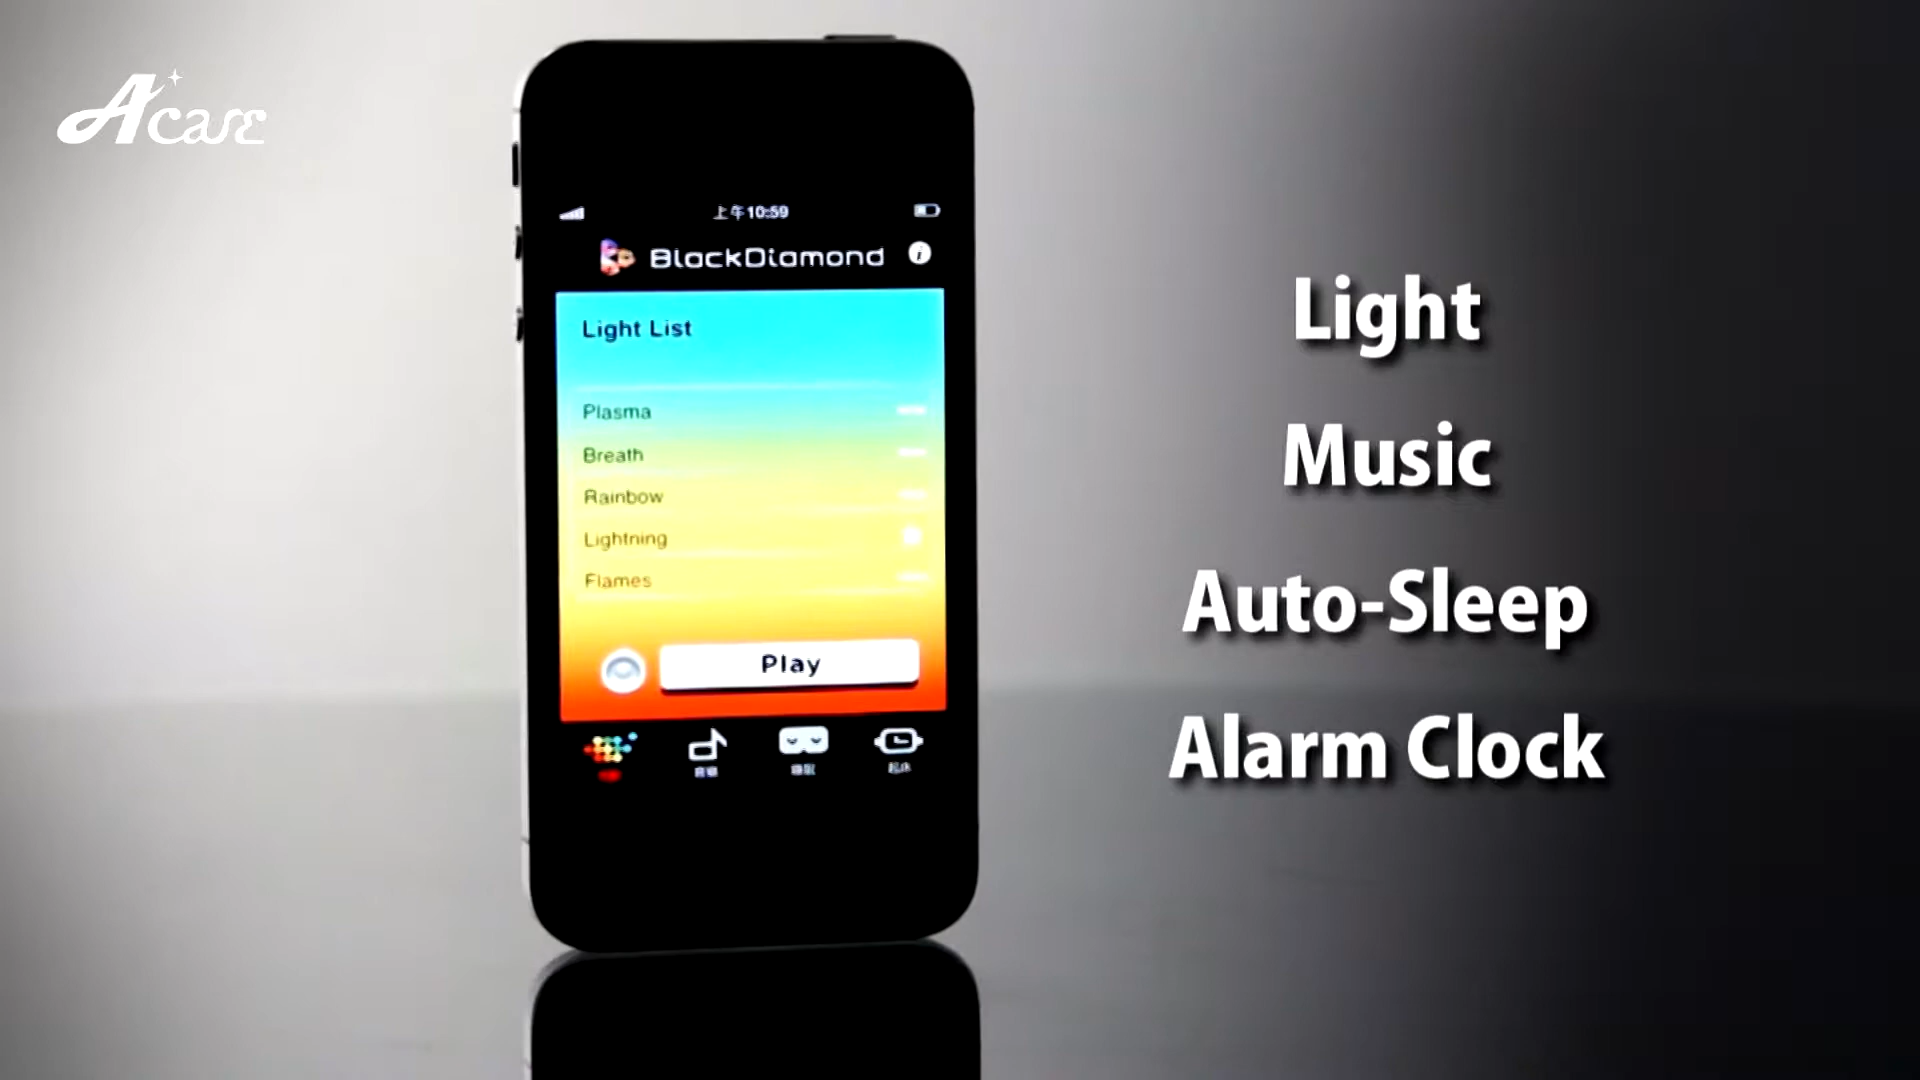 Acase
上午10:59
BlackDiamond
i
Light List
Plasma
Breath
Rainbow
Lightning
Flames
Play
Light
Music
Auto-Sleep
Alarm Clock